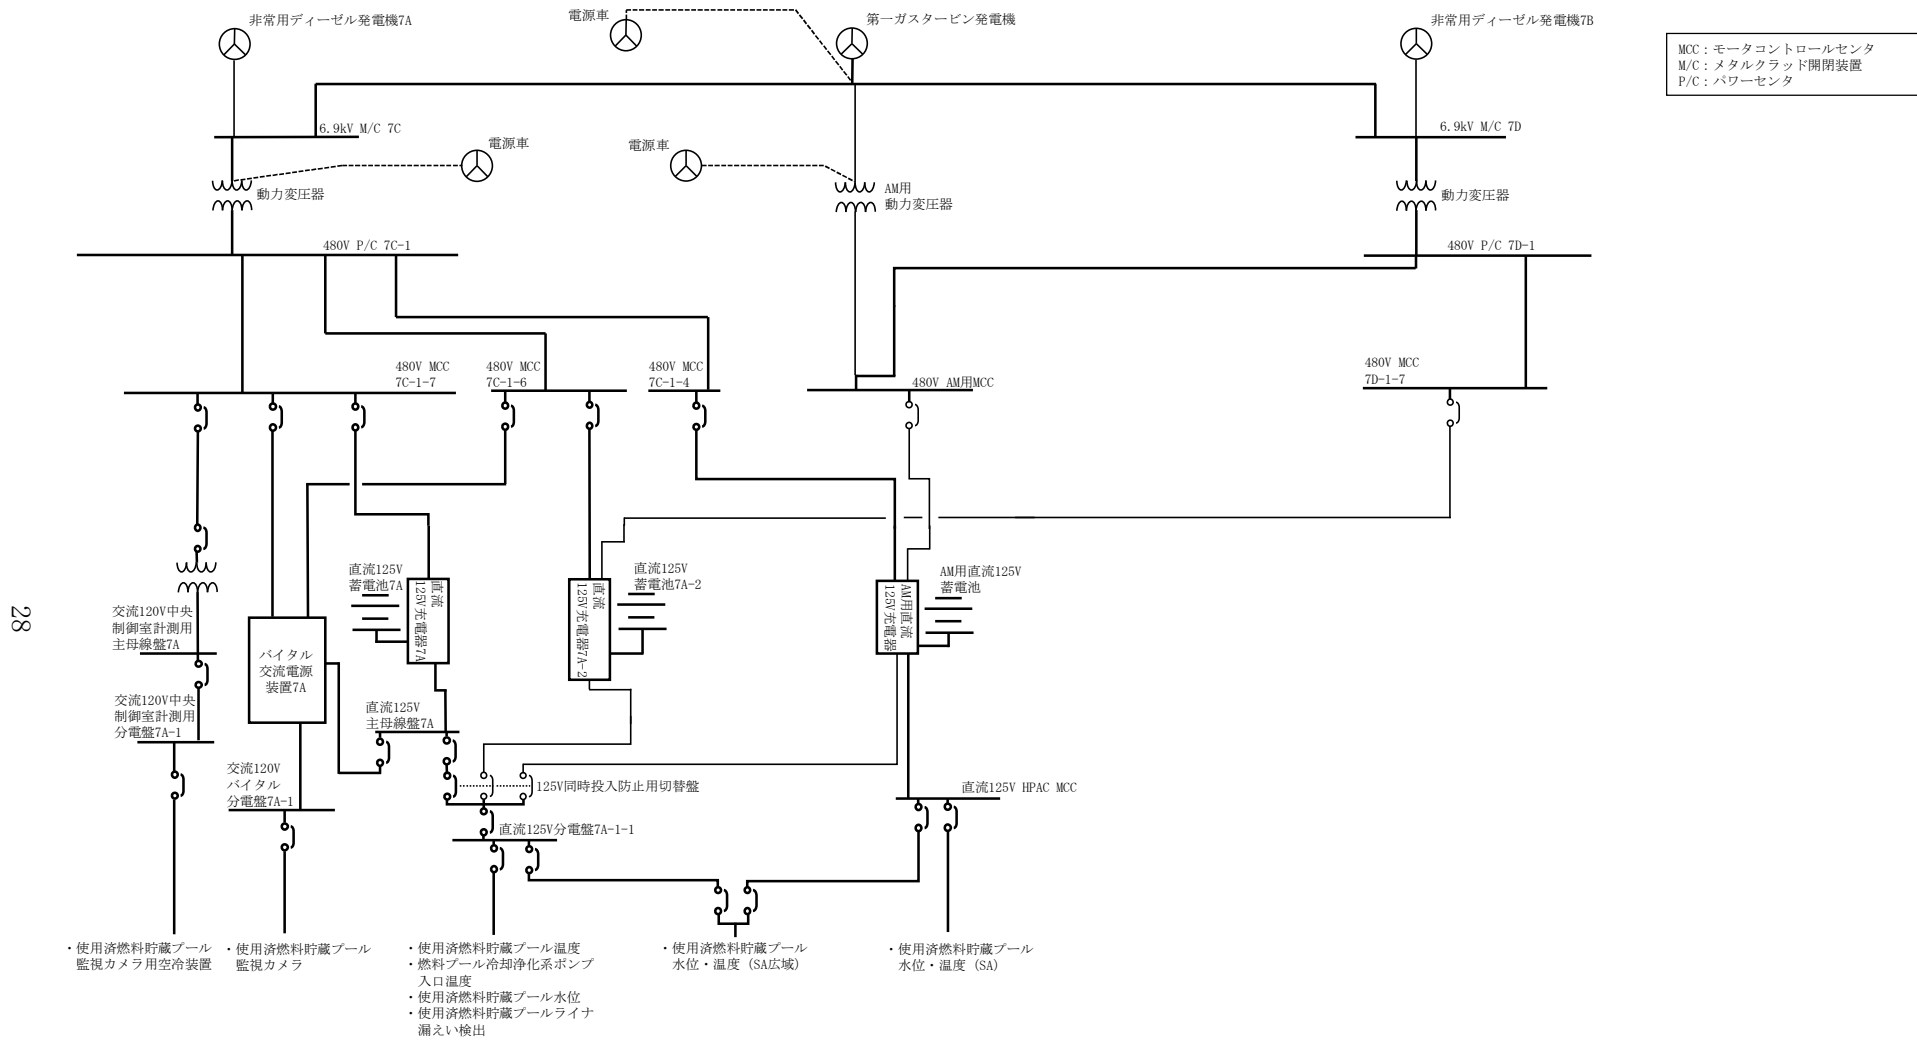 非常用ディーゼル発電機7A
電源車
第一ガスタービン発電機
非常用ディーゼル発電機7B
MCC：モータコントロールセンタ
M/C：メタルクラッド開閉装置
P/C：パワーセンタ
6.9kV M/C 7C
6.9kV M/C 7D
電源車
電源車
動力変圧器
AM用
動力変圧器
動力変圧器
480V P/C 7C-1
480V P/C 7D-1
480V MCC
7C-1-7
480V MCC
7C-1-6
480V MCC
7C-1-4
480V AM用MCC
480V MCC
7D-1-7
直流125V
蓄電池7A
直流
125V充電器7A
直流125V
蓄電池7A-2
直流
125V充電器7A-2
AM用直流125V
蓄電池
AM用直流
125V充電器
交流120V中央
制御室計測用
主母線盤7A
バイタル
交流電源
装置7A
交流120V中央
制御室計測用
分電盤7A-1
直流125V
主母線盤7A
交流120V
バイタル
分電盤7A-1
125V同時投入防止用切替盤
直流125V HPAC MCC
直流125V分電盤7A-1-1
・使用済燃料貯蔵プール
監視カメラ用空冷装置
・使用済燃料貯蔵プール
監視カメラ
・使用済燃料貯蔵プール温度
・燃料プール冷却浄化系ポンプ
入口温度
・使用済燃料貯蔵プール水位
・使用済燃料貯蔵プールライナ
漏えい検出
・使用済燃料貯蔵プール
水位・温度（SA広域）
・使用済燃料貯蔵プール
水位・温度（SA）
28